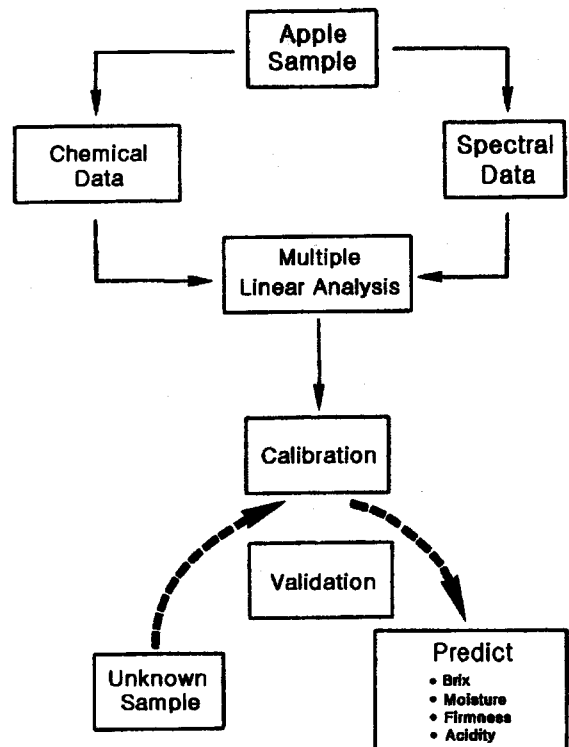 Apple
Sample
Chemical
Data
Spectral
Data
Multiple
Linear Analysis
Calibration
Validation
Unknown
Sample
Predict
• Brix
• Moisture
• Firmness
• Acidity